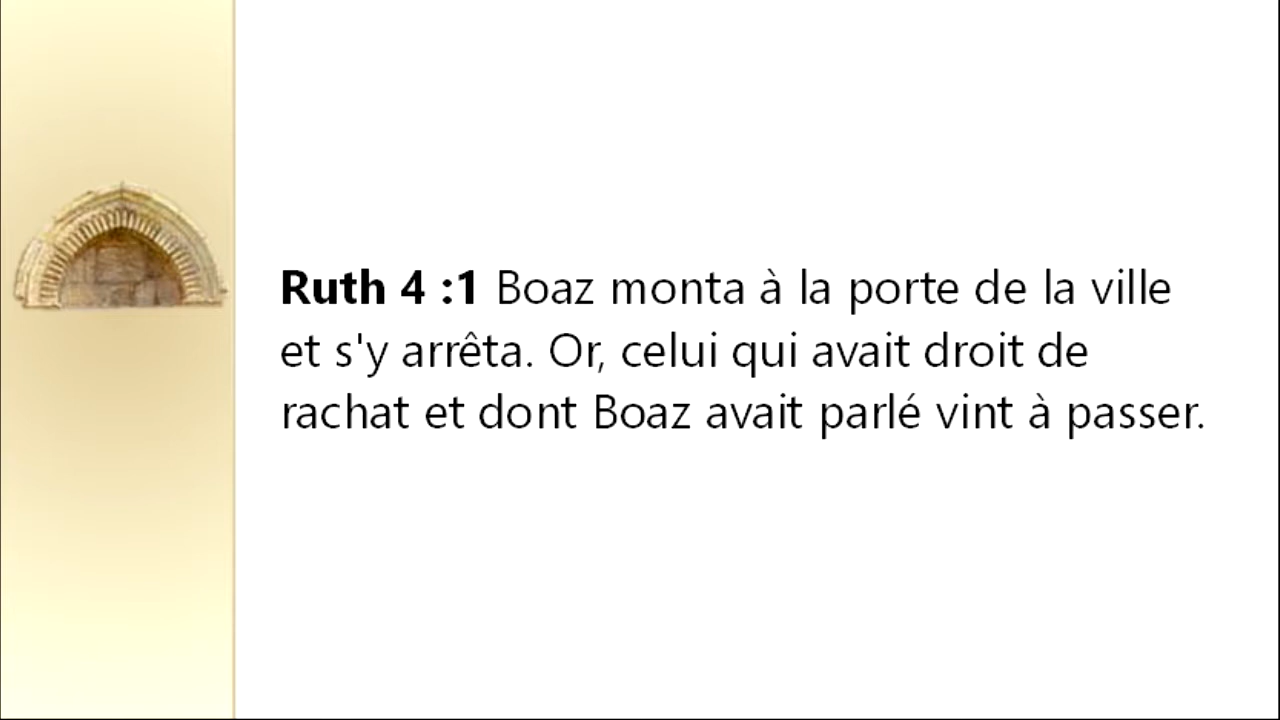 Ruth 4 :1 Boaz monta à la porte de la ville
et s'y arrêta. Or, celui qui avait droit de
rachat et dont Boaz avait parlé vint à passer.